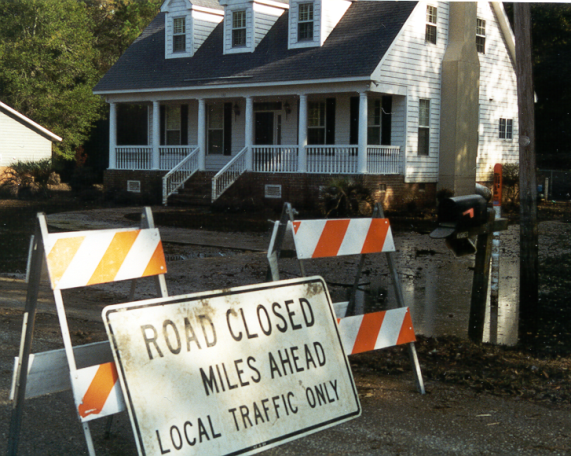 ROAD CLOSED
MILES AHEAD
LOCAL TRAFFIC ONLY